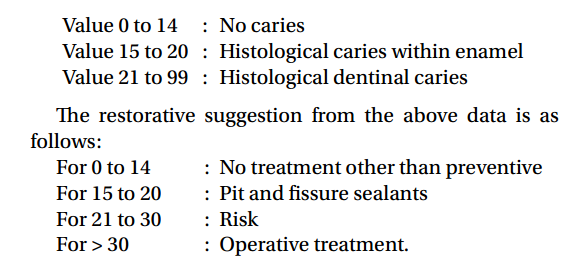 Value 0 to 14 : No caries
Value 15 to 20 : Histological caries within enamel
Value 21 to 99 : Histological dentinal caries
The restorative suggestion from the above data is as
follows:
For 0 to 14 : No treatment other than preventive
For 15 to 20 : Pit and fissure sealants
For 21 to 30 : Risk
For > 30 : Operative treatment.